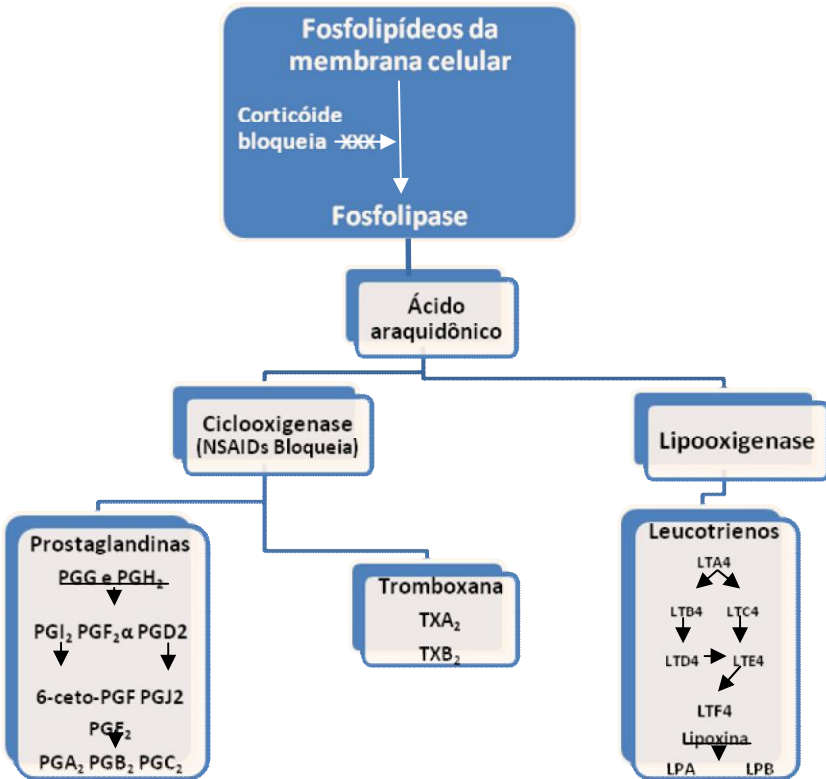 Fosfolipídeos da
membrana celular
Corticóide
bloqueia XXX
Fosfolipase
Ácido
araquidônico
Ciclooxigenase
(NSAIDs Bloqueia)
Lipooxigenase
Prostaglandinas
PGG e PGH₂
PGI₂ PGF₂α PGD2
6-ceto-PGF PGJ2
PGE₂
PGA₂ PGB₂ PGC₂
Tromboxana
TXA₂
TXB₂
Leucotrienos
LTA4
LTB4 LTC4
LTD4 LTE4
LTF4
Lipoxina
LPA LPB